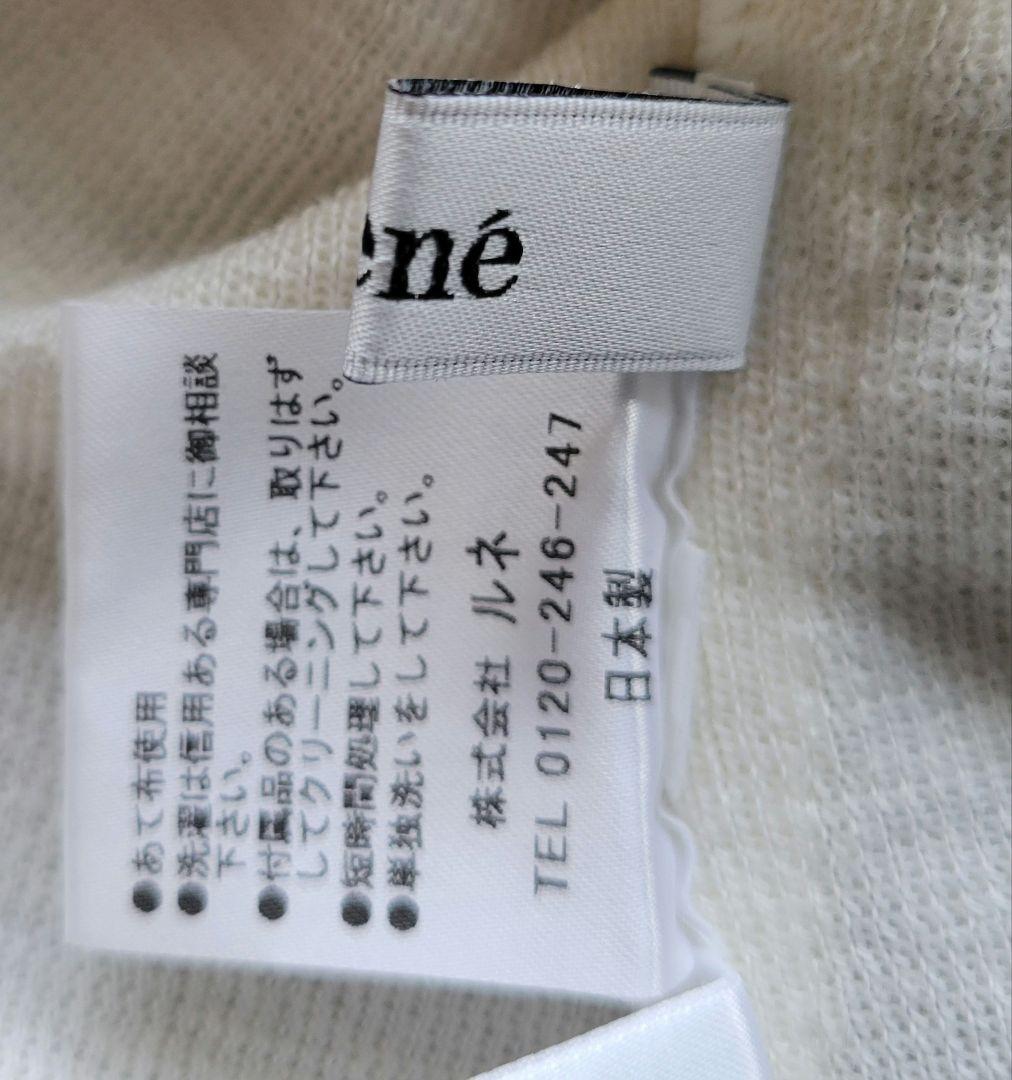 ené
●あて布使用
●洗濯は信用ある専門店に御相談
下さい。
●付属品のある場合は、取りはず
してクリーニングして下さい。
●短時間処理して下さい。
●単独洗いをして下さい。
株式会社 ルネ
TEL 0120-246-247
日本製